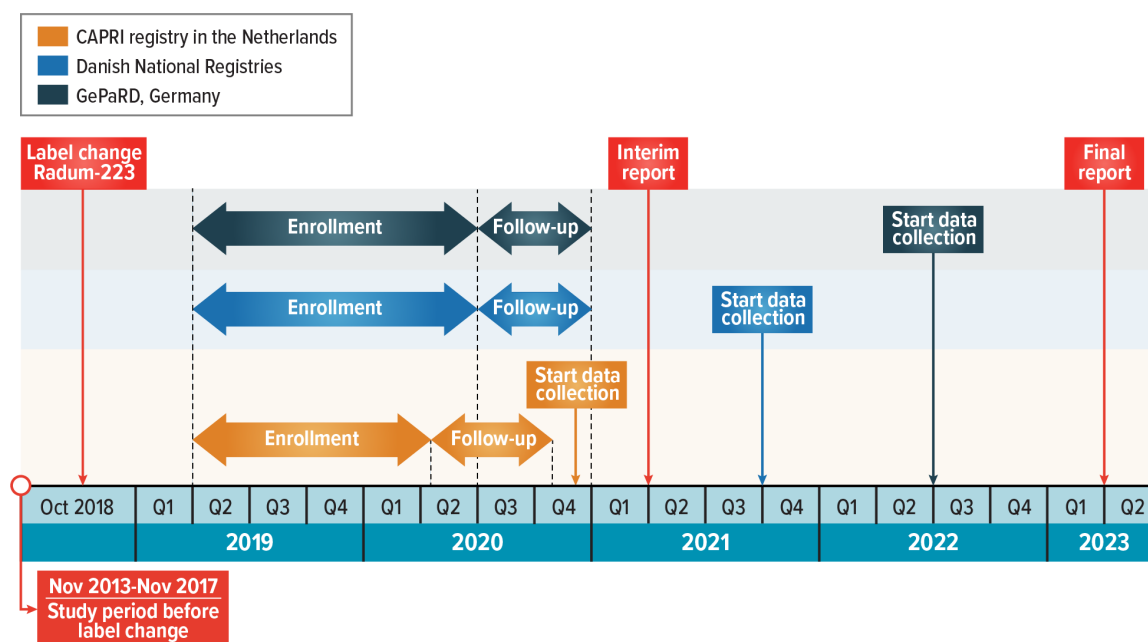 CAPRI registry in the Netherlands
Danish National Registries
GePaRD, Germany
Label change
Radum-223
Interim
report
Final
report
Enrollment
Follow-up
Start data
collection
Enrollment
Follow-up
Start data
collection
Start data
collection
Enrollment
Follow-up
Oct 2018 Q1 Q2 Q3 Q4 Q1 Q2 Q3 Q4 Q1 Q2 Q3 Q4 Q1 Q2 Q3 Q4 Q1 Q2
2019 2020 2021 2022 2023
Nov 2013-Nov 2017
Study period before
label change